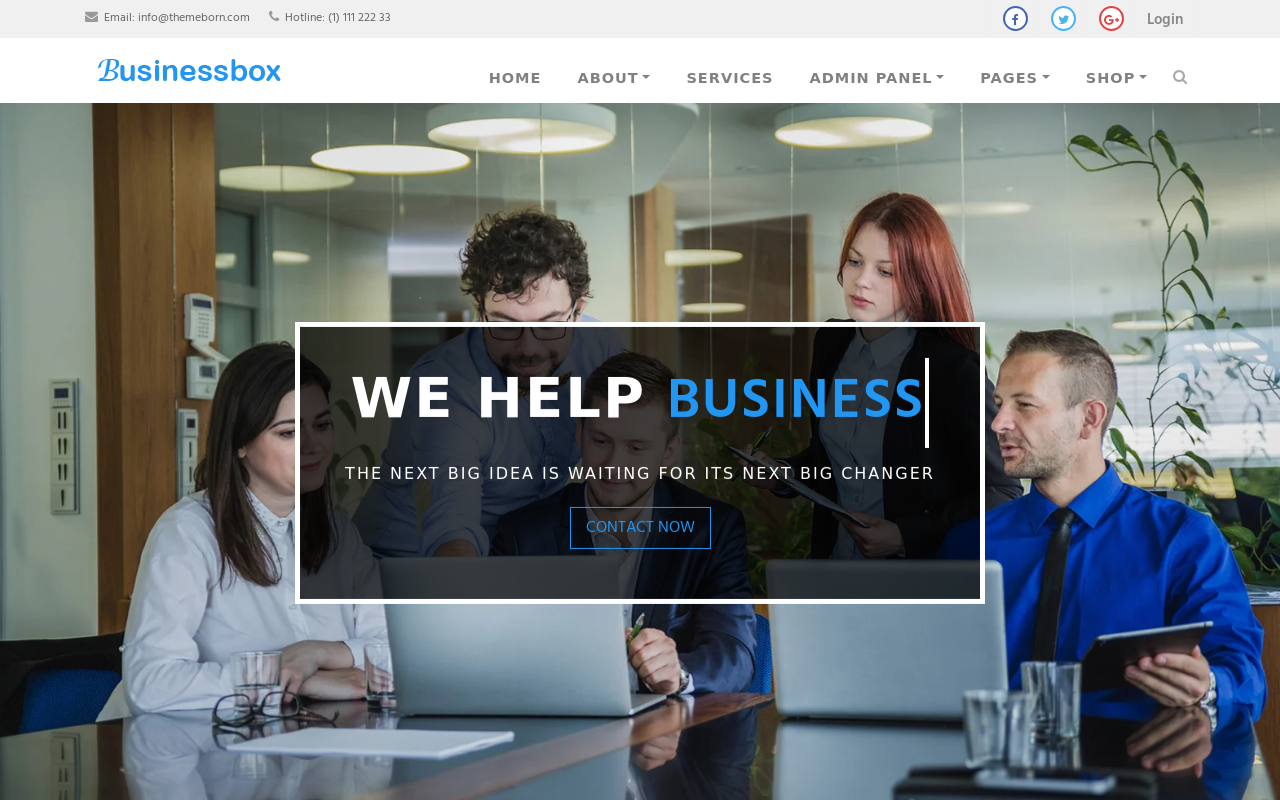 Email: info@themeborn.com Hotline: (1) 111 222 33 Login
Businessbox HOME ABOUT SERVICES ADMIN PANEL PAGES SHOP
WE HELP BUSINESS
THE NEXT BIG IDEA IS WAITING FOR ITS NEXT BIG CHANGER
CONTACT NOW